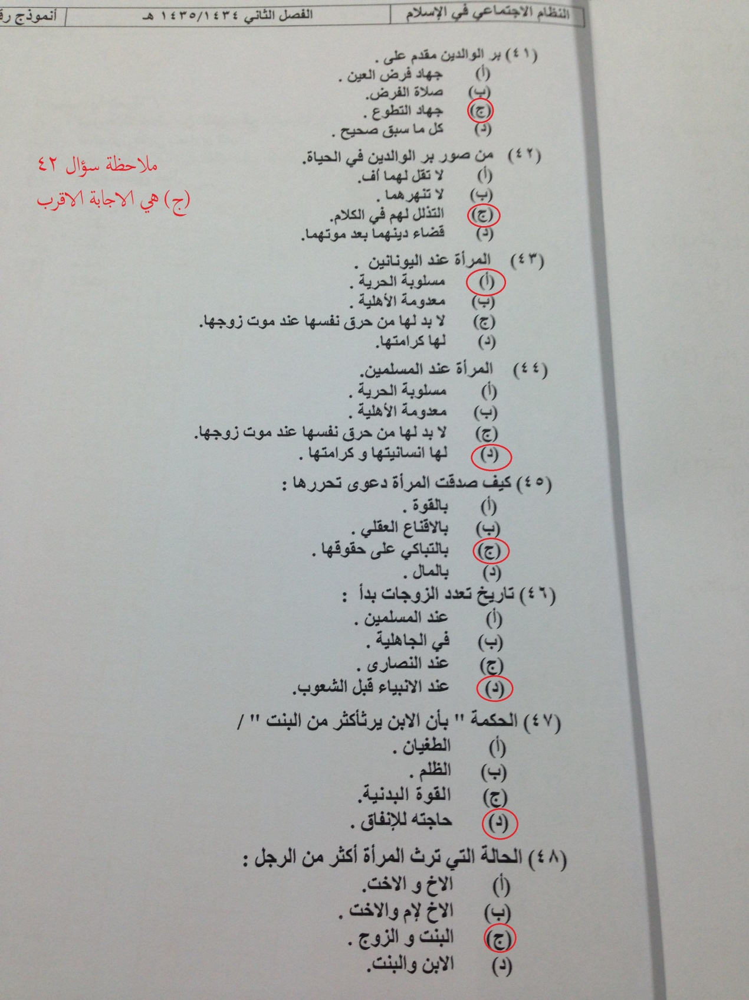 النظام الاجتماعي في الإسلام | الفصل الثاني ١٤٣٤/١٤٣٥ هـ | أنموذج
(٤١) بر الوالدين مقدم على .
(أ) جهاد فرض العين .
(ب) صلاة الفرض.
(ج) جهاد التطوع .
(د) كل ما سبق صحيح .
(٤٢) من صور بر الوالدين في الحياة.
(أ) لا تقل لهما أف.
(ب) لا تنهرهما .
(ج) التذلل لهم في الكلام.
(د) قضاء دينهما بعد موتهما.
ملاحظة سؤال ٤٢
(ج) هي الاجابة الاقرب
(٤٣) المرأة عند اليونانين .
(أ) مسلوبة الحرية .
(ب) معدومة الأهلية .
(ج) لا بد لها من حرق نفسها عند موت زوجها.
(د) لها كرامتها.
(٤٤) المرأة عند المسلمين.
(أ) مسلوبة الحرية .
(ب) معدومة الأهلية .
(ج) لا بد لها من حرق نفسها عند موت زوجها.
(د) لها انسانيتها و كرامتها .
(٤٥) كيف صدقت المرأة دعوى تحررها :
(أ) بالقوة .
(ب) بالاقناع العقلي .
(ج) بالتباكي على حقوقها .
(د) بالمال .
(٤٦) تاريخ تعدد الزوجات بدأ :
(أ) عند المسلمين .
(ب) في الجاهلية .
(ج) عند النصارى .
(د) عند الانبياء قبل الشعوب.
(٤٧) الحكمة " بأن الابن يرثأكثر من البنت " /
(أ) الطغيان .
(ب) الظلم .
(ج) القوة البدنية.
(د) حاجته للإنفاق .
(٤٨) الحالة التي ترث المرأة أكثر من الرجل :
(أ) الاخ و الاخت.
(ب) الاخ لإم والاخت .
(ج) البنت و الزوج .
(د) الابن والبنت.